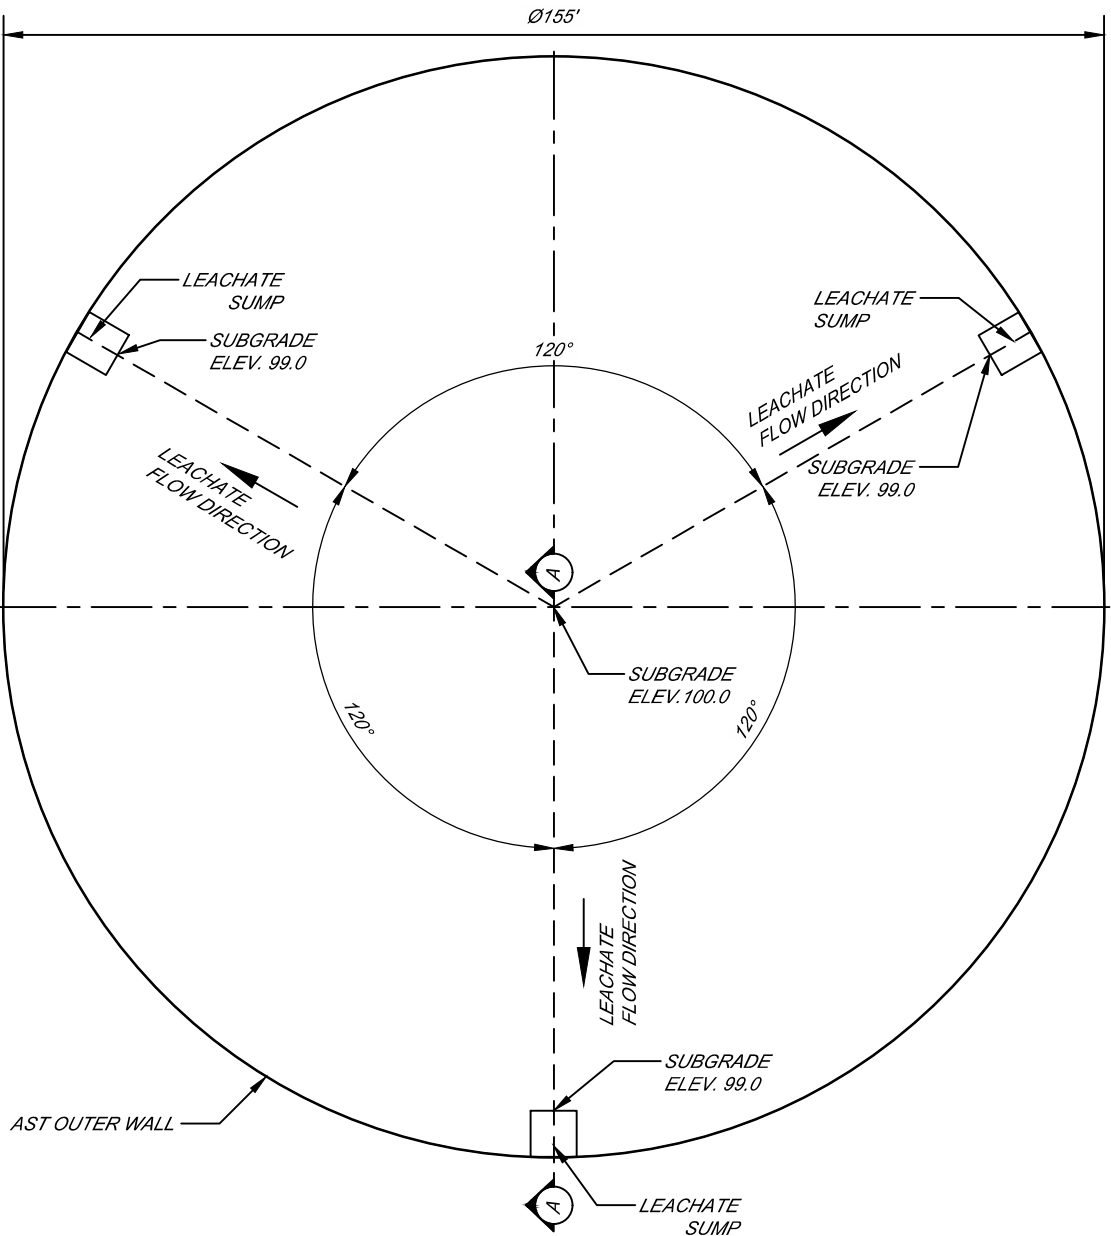 Ø155'
LEACHATE
SUMP
SUBGRADE
ELEV. 99.0
LEACHATE
SUMP
120°
LEACHATE
FLOW DIRECTION
SUBGRADE
ELEV. 99.0
LEACHATE
FLOW DIRECTION
A
SUBGRADE
ELEV.100.0
120°
120°
LEACHATE
FLOW DIRECTION
SUBGRADE
ELEV. 99.0
AST OUTER WALL
A
LEACHATE
SUMP